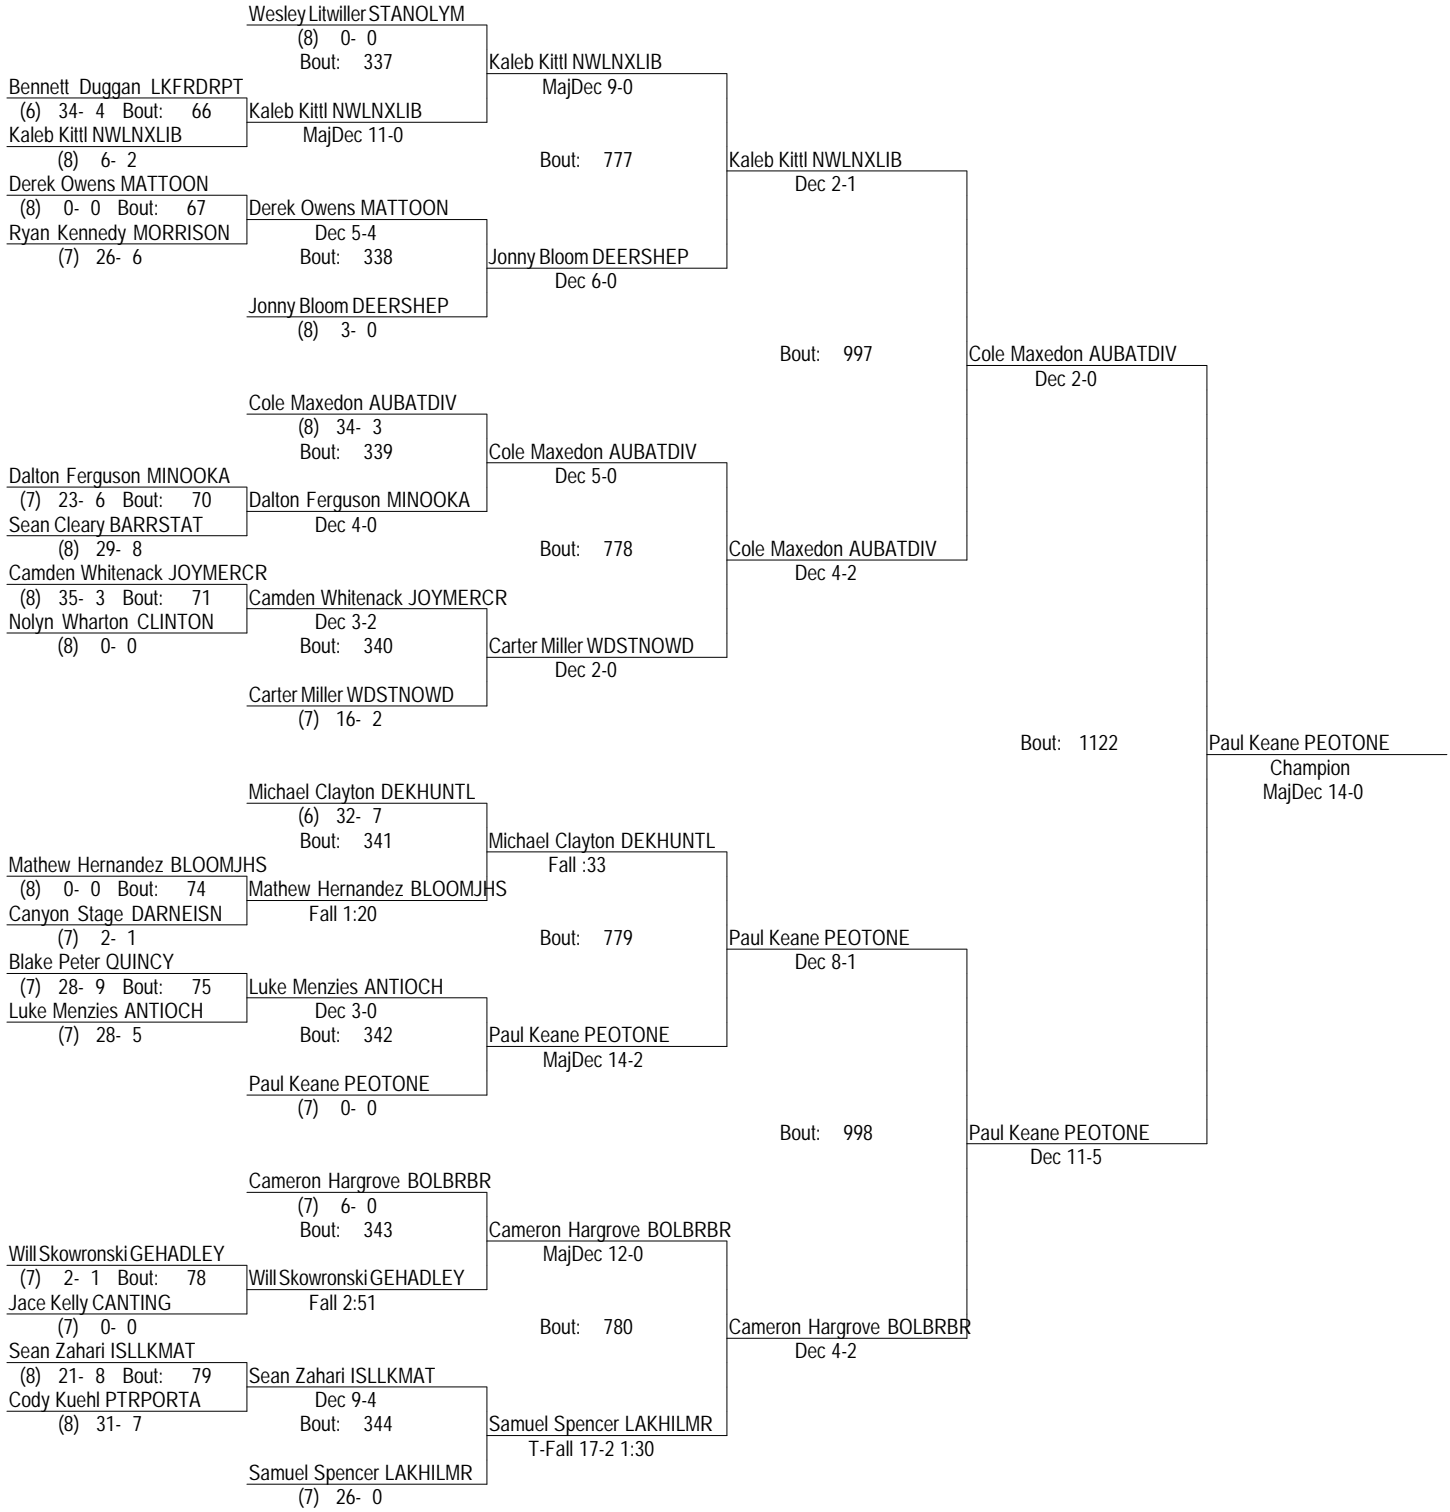 Wesley Litwiller STANOLYM
(8) 0- 0
Bout: 337
Kaleb Kittl NWLNXLIB
MajDec 9-0
Bennett Duggan LKFRDRPT
(6) 34- 4 Bout: 66
Kaleb Kittl NWLNXLIB
MajDec 11-0
Kaleb Kittl NWLNXLIB
(8) 6- 2
Bout: 777
Kaleb Kittl NWLNXLIB
Dec 2-1
Derek Owens MATTOON
(8) 0- 0 Bout: 67
Derek Owens MATTOON
Dec 5-4
Ryan Kennedy MORRISON
(7) 26- 6
Bout: 338
Jonny Bloom DEERSHEP
Dec 6-0
Jonny Bloom DEERSHEP
(8) 3- 0
Bout: 997
Cole Maxedon AUBATDIV
Dec 2-0
Cole Maxedon AUBATDIV
(8) 34- 3
Bout: 339
Cole Maxedon AUBATDIV
Dec 5-0
Dalton Ferguson MINOOKA
(7) 23- 6 Bout: 70
Dalton Ferguson MINOOKA
Dec 4-0
Sean Cleary BARRSTAT
(8) 29- 8
Bout: 778
Cole Maxedon AUBATDIV
Dec 4-2
Camden Whitenack JOYMERCR
(8) 35- 3 Bout: 71
Camden Whitenack JOYMERCR
Dec 3-2
Nolyn Wharton CLINTON
(8) 0- 0
Bout: 340
Carter Miller WDSTNOWD
Dec 2-0
Carter Miller WDSTNOWD
(7) 16- 2
Bout: 1122
Paul Keane PEOTONE
Champion
MajDec 14-0
Michael Clayton DEKHUNTL
(6) 32- 7
Bout: 341
Michael Clayton DEKHUNTL
Fall :33
Mathew Hernandez BLOOMJHS
(8) 0- 0 Bout: 74
Mathew Hernandez BLOOMJHS
Fall 1:20
Canyon Stage DARNEISN
(7) 2- 1
Bout: 779
Paul Keane PEOTONE
Dec 8-1
Blake Peter QUINCY
(7) 28- 9 Bout: 75
Luke Menzies ANTIOCH
Dec 3-0
Luke Menzies ANTIOCH
(7) 28- 5
Bout: 342
Paul Keane PEOTONE
MajDec 14-2
Paul Keane PEOTONE
(7) 0- 0
Bout: 998
Paul Keane PEOTONE
Dec 11-5
Cameron Hargrove BOLBRBR
(7) 6- 0
Bout: 343
Cameron Hargrove BOLBRBR
MajDec 12-0
Will Skowronski GEHADLEY
(7) 2- 1 Bout: 78
Will Skowronski GEHADLEY
Fall 2:51
Jace Kelly CANTING
(7) 0- 0
Bout: 780
Cameron Hargrove BOLBRBR
Dec 4-2
Sean Zahari ISLLKMAT
(8) 21- 8 Bout: 79
Sean Zahari ISLLKMAT
Dec 9-4
Cody Kuehl PTRPORTA
(8) 31- 7
Bout: 344
Samuel Spencer LAKHILMR
T-Fall 17-2 1:30
Samuel Spencer LAKHILMR
(7) 26- 0